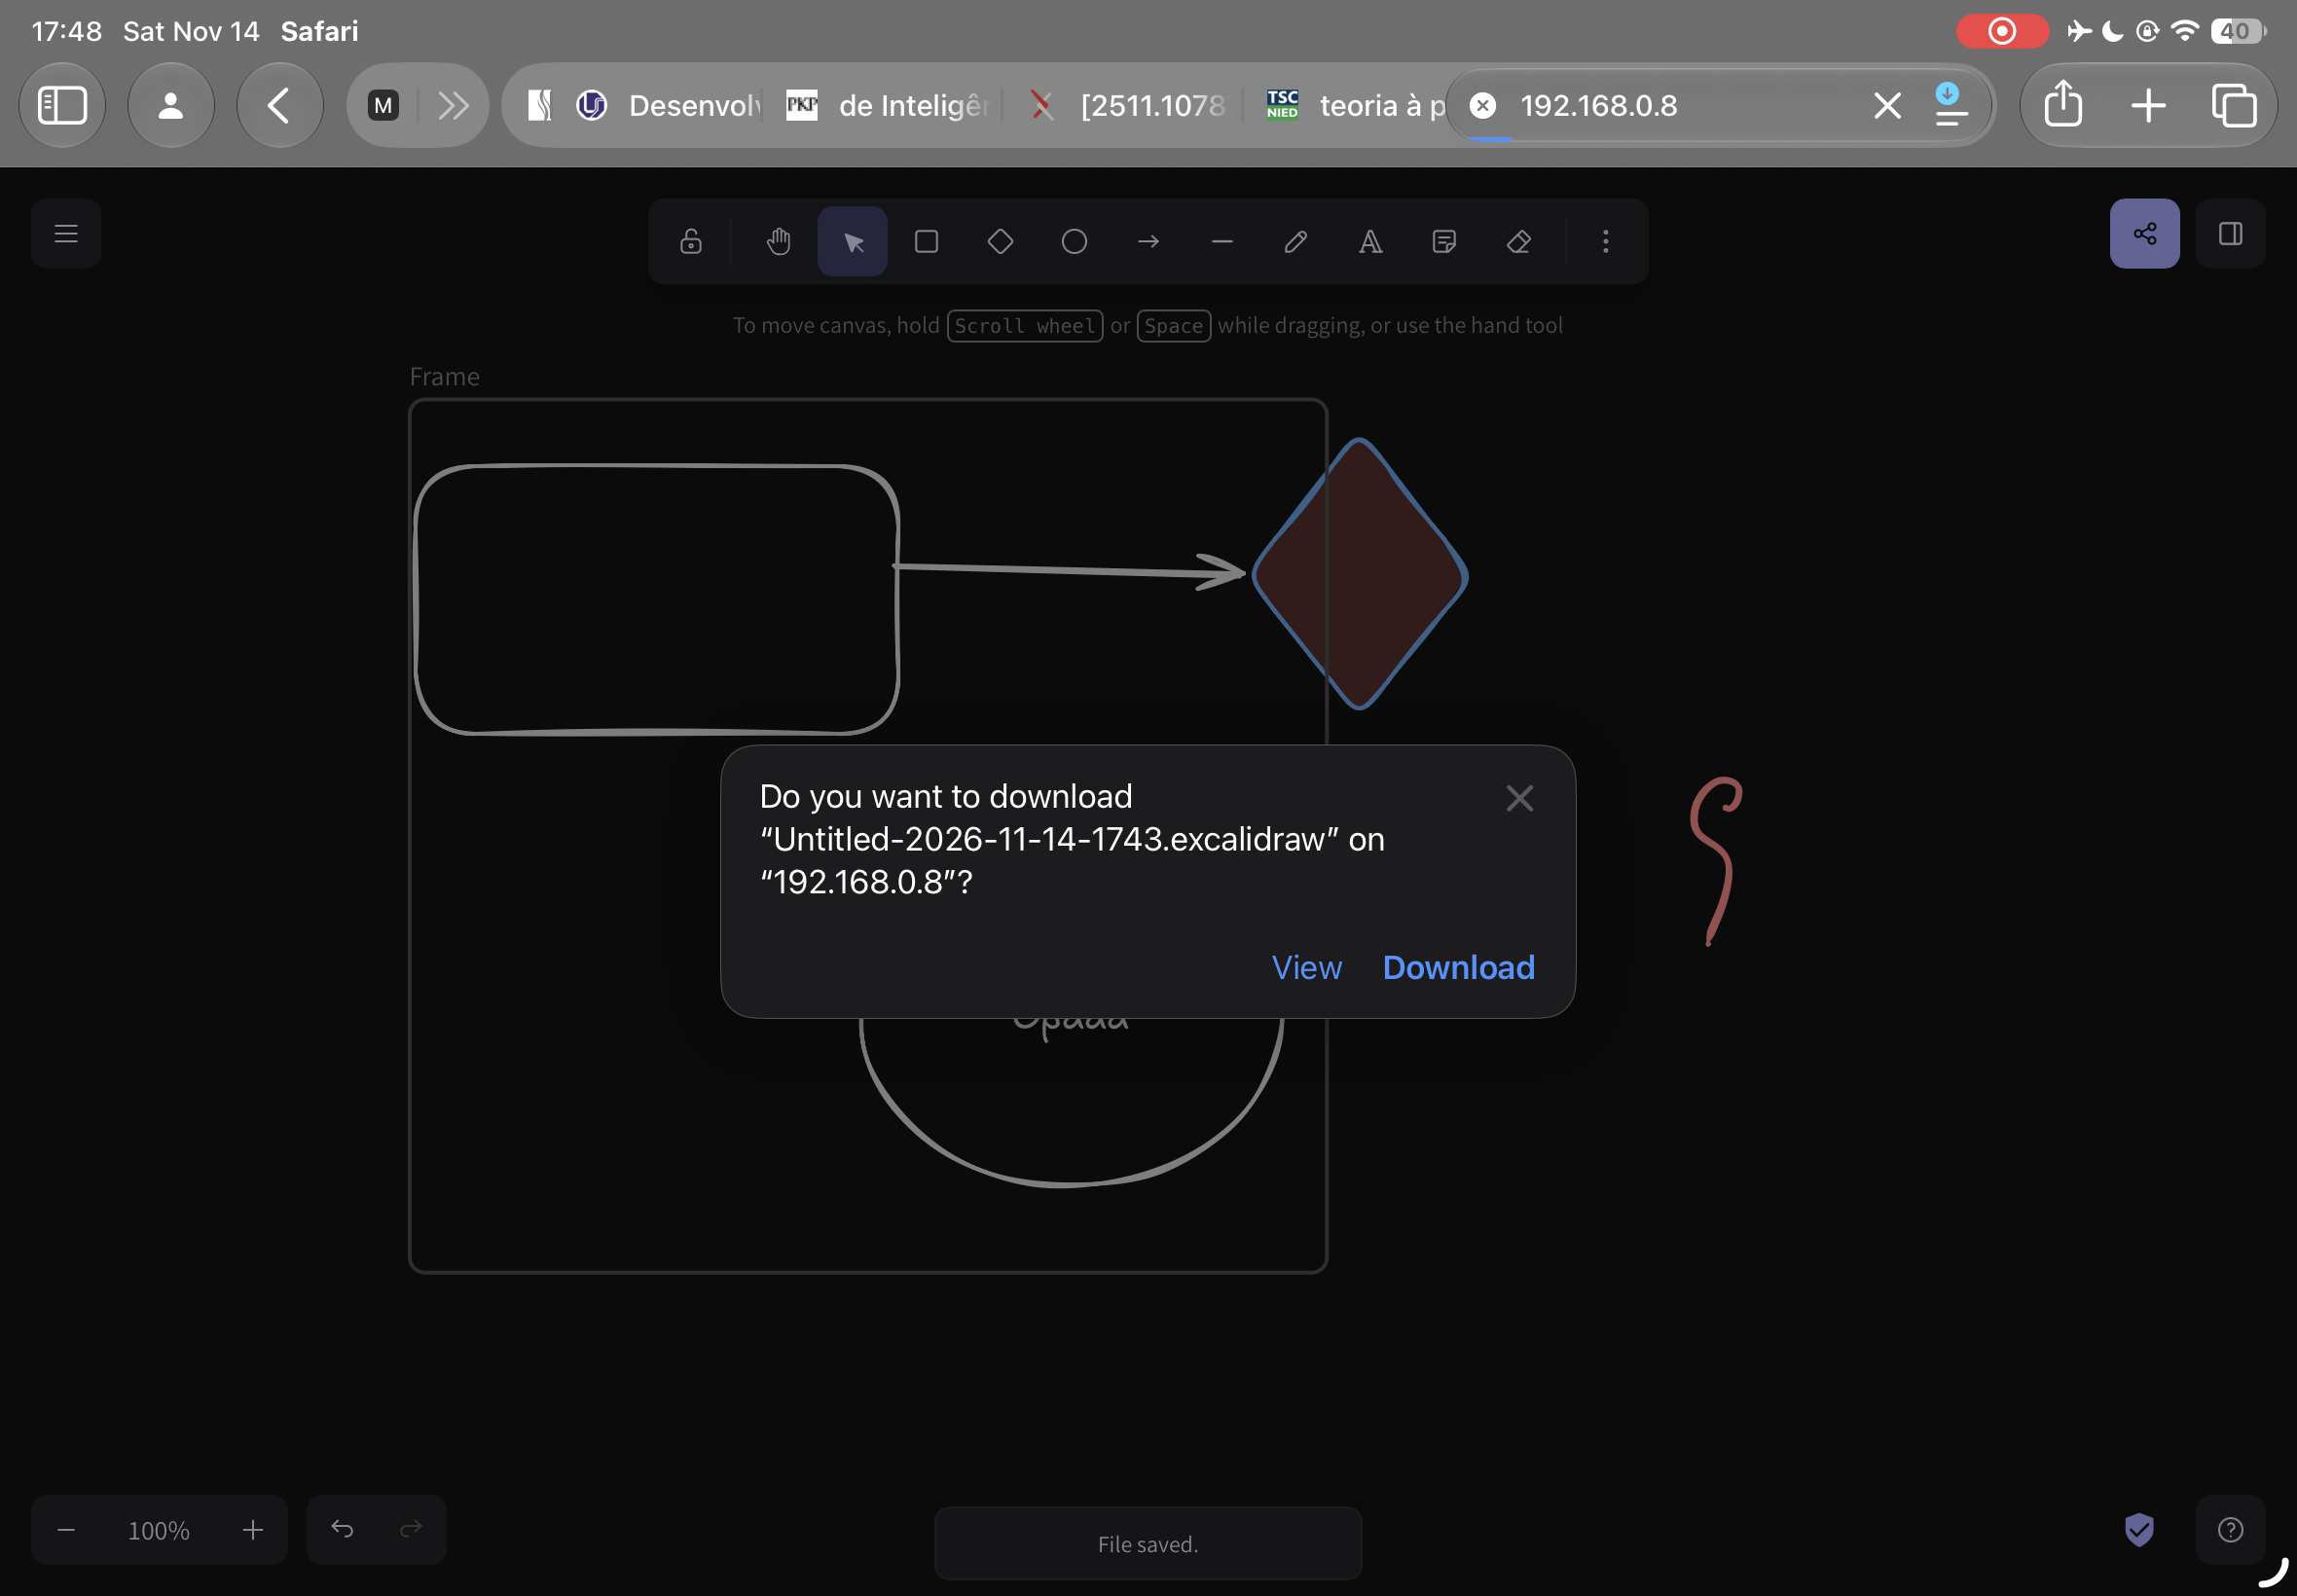 17:48 Sat Nov 14 Safari
40
M
Desenvol
PKP de Inteligên
[2511.1078
TSC NIED teoria à p
192.168.0.8
To move canvas, hold Scroll wheel or Space while dragging, or use the hand tool
Frame
Do you want to download
“Untitled-2026-11-14-1743.excalidraw” on
“192.168.0.8”?
View Download
100%
File saved.